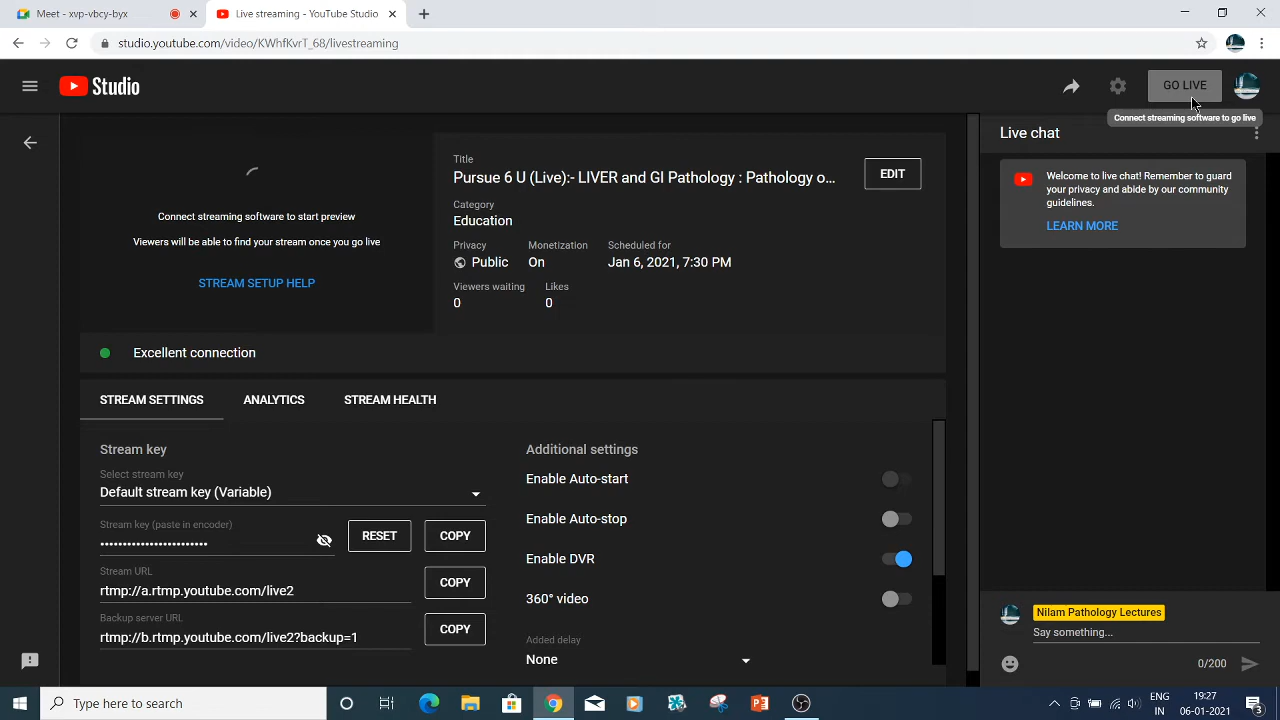 Meet - xvp-vbcy-byx
Live streaming - YouTube Studio
studio.youtube.com/video/KWhfKvrT_68/livestreaming
Studio
GO LIVE
Connect streaming software to go live
Connect streaming software to start preview
Viewers will be able to find your stream once you go live
STREAM SETUP HELP
Title
Pursue 6 U (Live):- LIVER and GI Pathology : Pathology o...
EDIT
Category
Education
Privacy
Monetization
Scheduled for
Public
On
Jan 6, 2021, 7:30 PM
Viewers waiting
Likes
0
0
Excellent connection
STREAM SETTINGS
ANALYTICS
STREAM HEALTH
Stream key
Select stream key
Default stream key (Variable)
Stream key (paste in encoder)
••••••••••••••••••••••••
RESET
COPY
Stream URL
rtmp://a.rtmp.youtube.com/live2
COPY
Backup server URL
rtmp://b.rtmp.youtube.com/live2?backup=1
COPY
Additional settings
Enable Auto-start
Enable Auto-stop
Enable DVR
360° video
Added delay
None
Live chat
Welcome to live chat! Remember to guard
your privacy and abide by our community
guidelines.
LEARN MORE
Nilam Pathology Lectures
Say something...
0/200
Type here to search
ENG
IN
19:27
06-01-2021